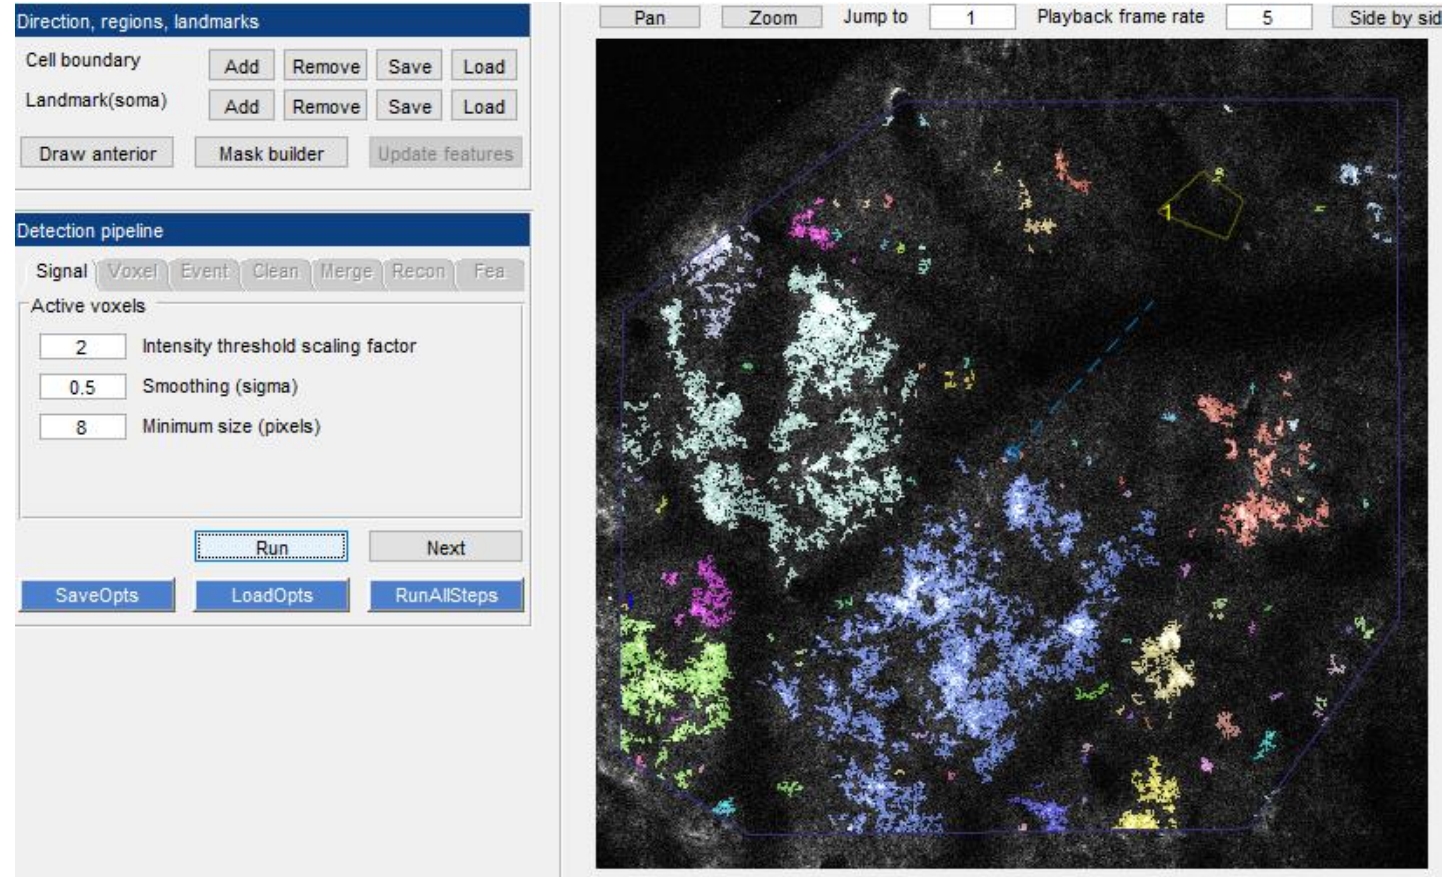 Direction, regions, landmarks
Cell boundary Add Remove Save Load
Landmark(soma) Add Remove Save Load
Draw anterior Mask builder Update features
Detection pipeline
Signal Voxel Event Clean Merge Recon Fea
Active voxels
2 Intensity threshold scaling factor
0.5 Smoothing (sigma)
8 Minimum size (pixels)
Run Next
SaveOpts LoadOpts RunAllSteps
Pan Zoom Jump to 1 Playback frame rate 5 Side by sid
1